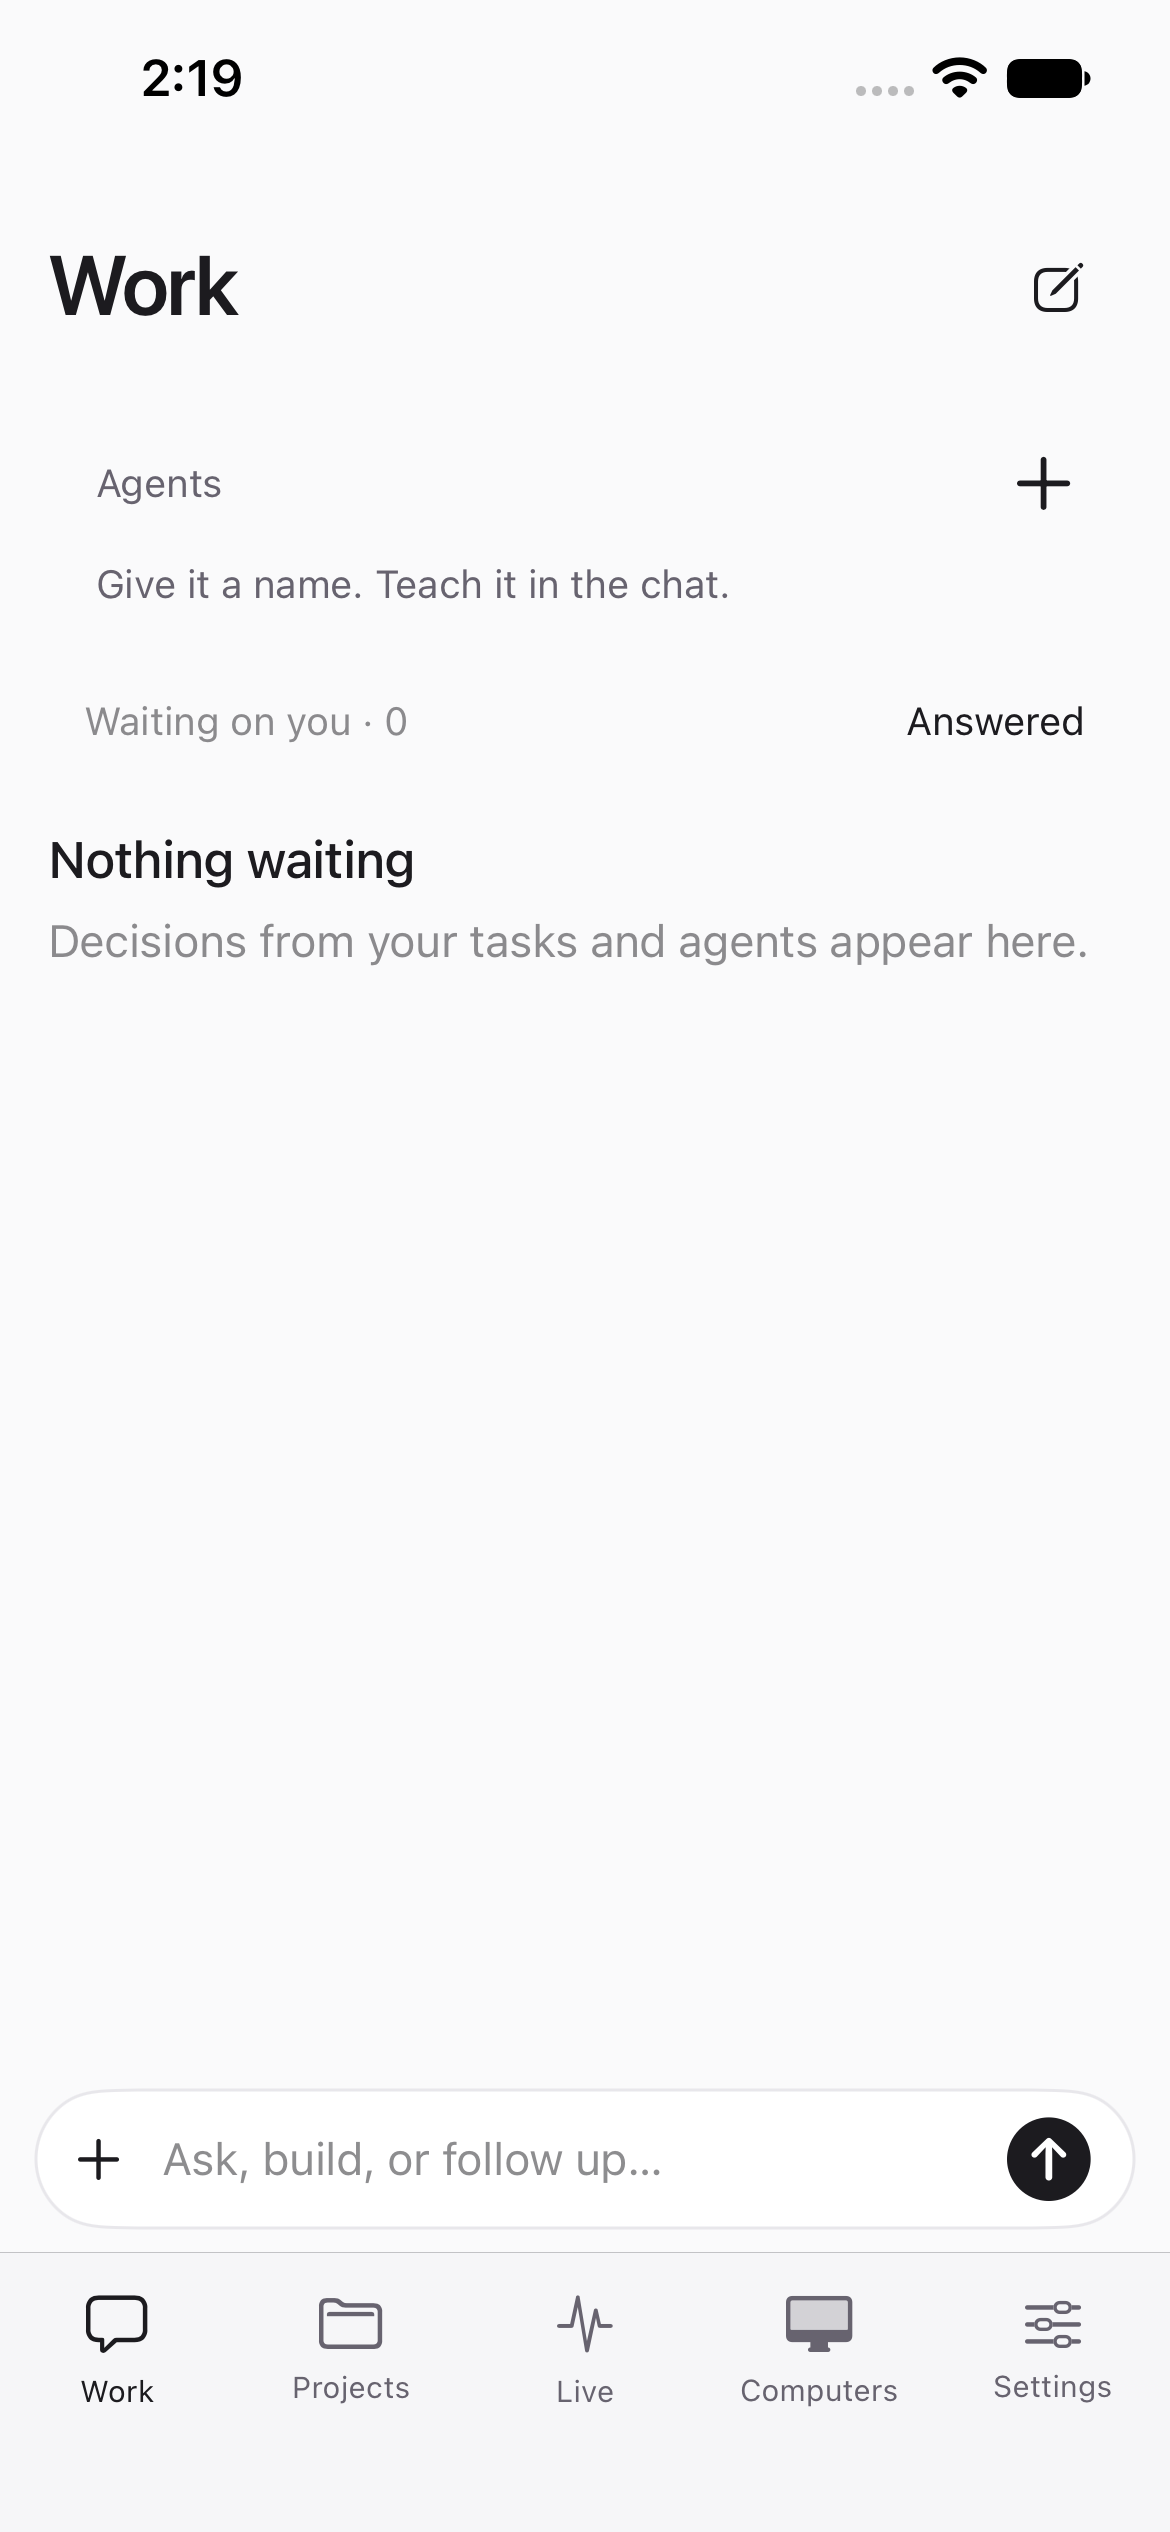 2:19
Work
Agents
Give it a name. Teach it in the chat.
Waiting on you · 0
Answered
Nothing waiting
Decisions from your tasks and agents appear here.
Ask, build, or follow up...
Work
Projects
Live
Computers
Settings